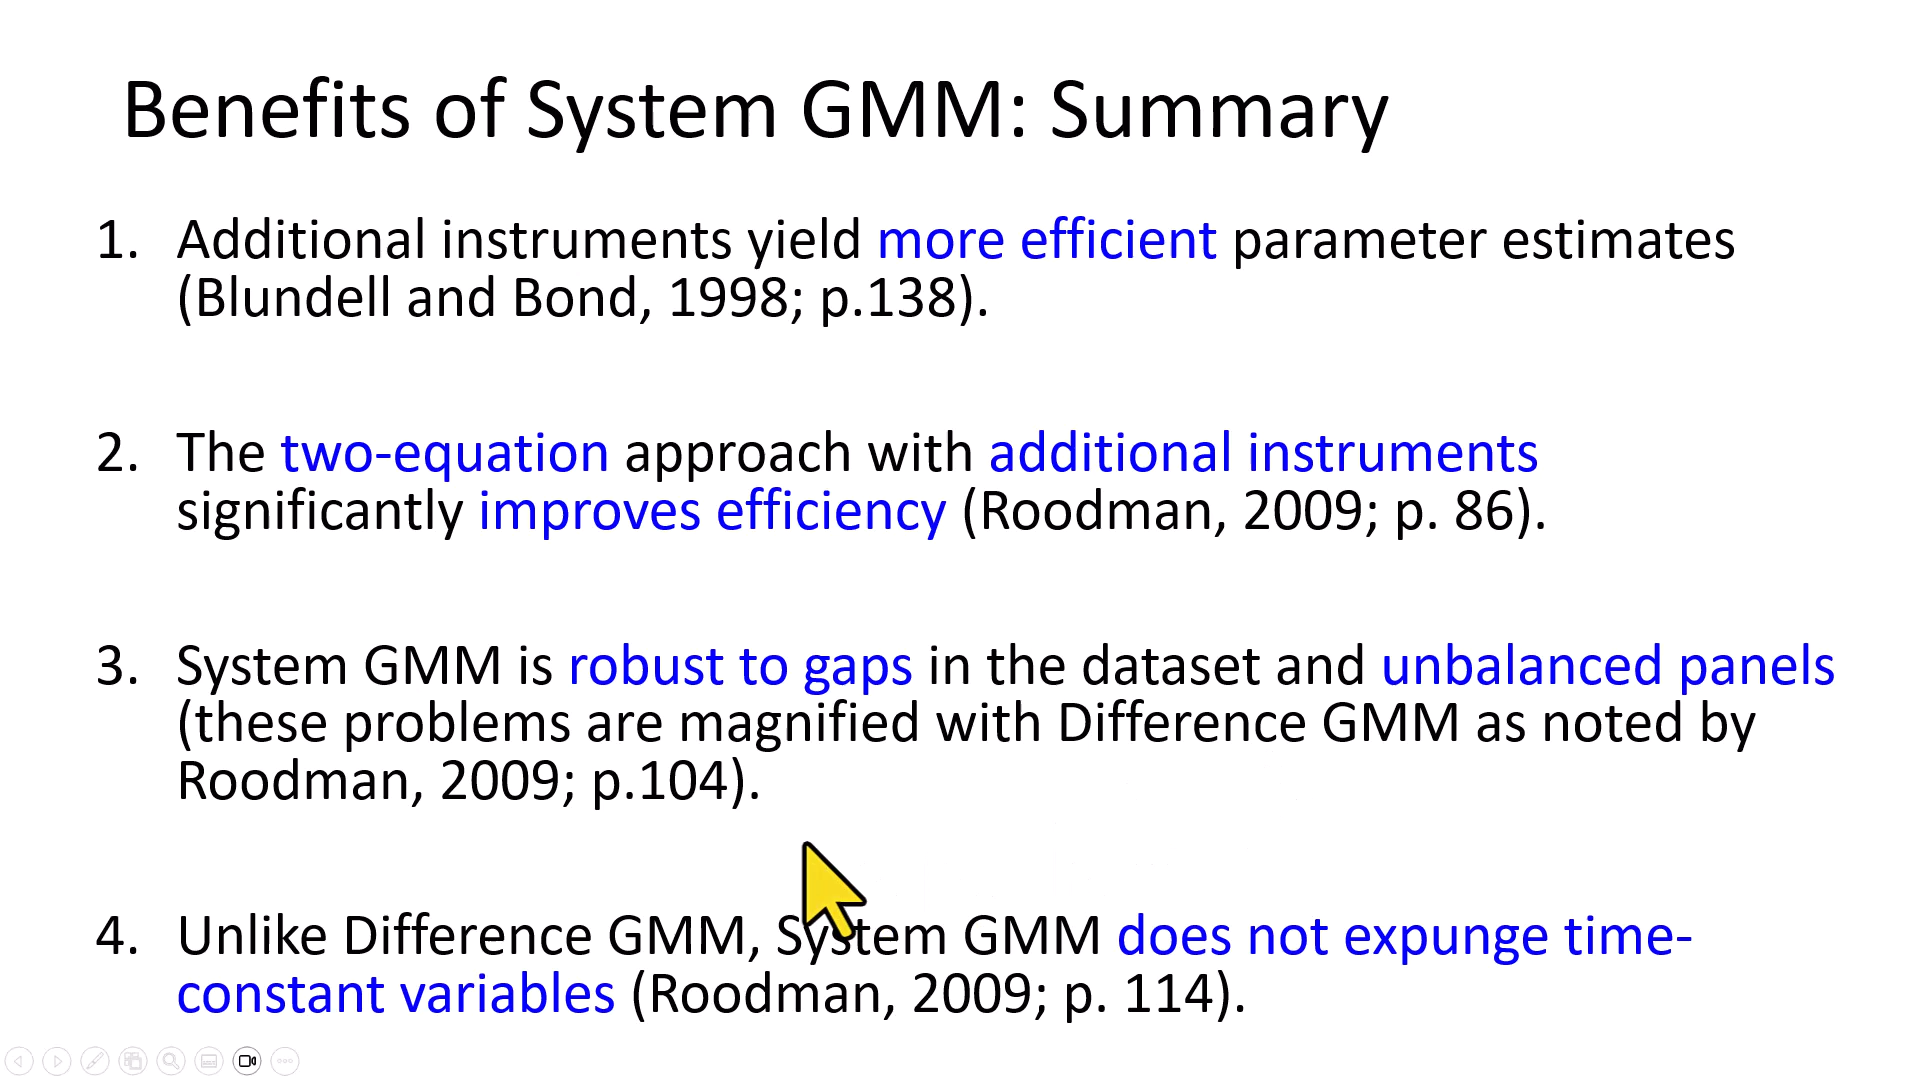 Benefits of System GMM: Summary
1. Additional instruments yield more efficient parameter estimates
(Blundell and Bond, 1998; p.138).
2. The two-equation approach with additional instruments
significantly improves efficiency (Roodman, 2009; p. 86).
3. System GMM is robust to gaps in the dataset and unbalanced panels
(these problems are magnified with Difference GMM as noted by
Roodman, 2009; p.104).
4. Unlike Difference GMM, System GMM does not expunge time-
constant variables (Roodman, 2009; p. 114).